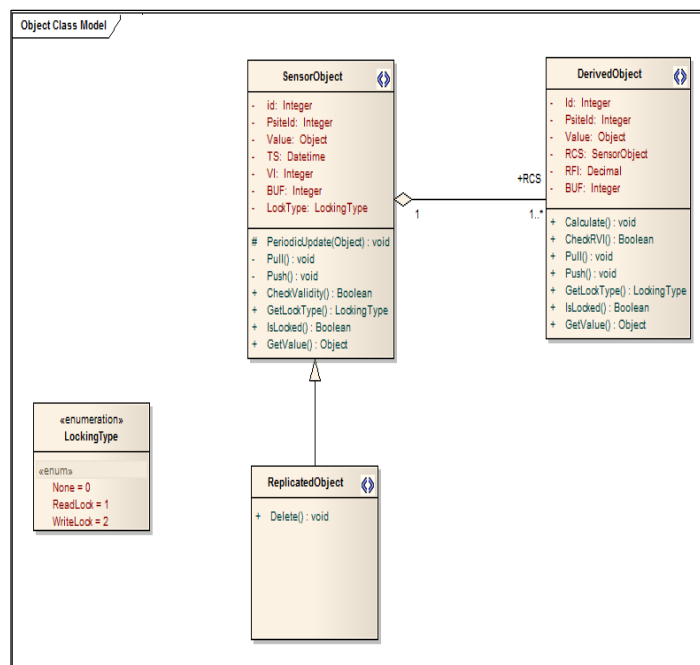 Object Class Model
SensorObject
- id: Integer
- PsiteId: Integer
- Value: Object
- TS: Datetime
- VI: Integer
- BUF: Integer
- LockType: LockingType
# PeriodicUpdate(Object) : void
- Pull() : void
- Push() : void
+ CheckValidity() : Boolean
+ GetLockType() : LockingType
+ IsLocked() : Boolean
+ GetValue() : Object
DerivedObject
- Id: Integer
- PsiteId: Integer
- Value: Object
- RCS: SensorObject
- RFI: Decimal
- BUF: Integer
+ Calculate() : void
+ CheckRVI() : Boolean
+ Pull() : void
+ Push() : void
+ GetLockType() : LockingType
+ IsLocked() : Boolean
+ GetValue() : Object
+RCS
1
1..*
«enumeration»
LockingType
«enum»
None = 0
ReadLock = 1
WriteLock = 2
ReplicatedObject
+ Delete() : void